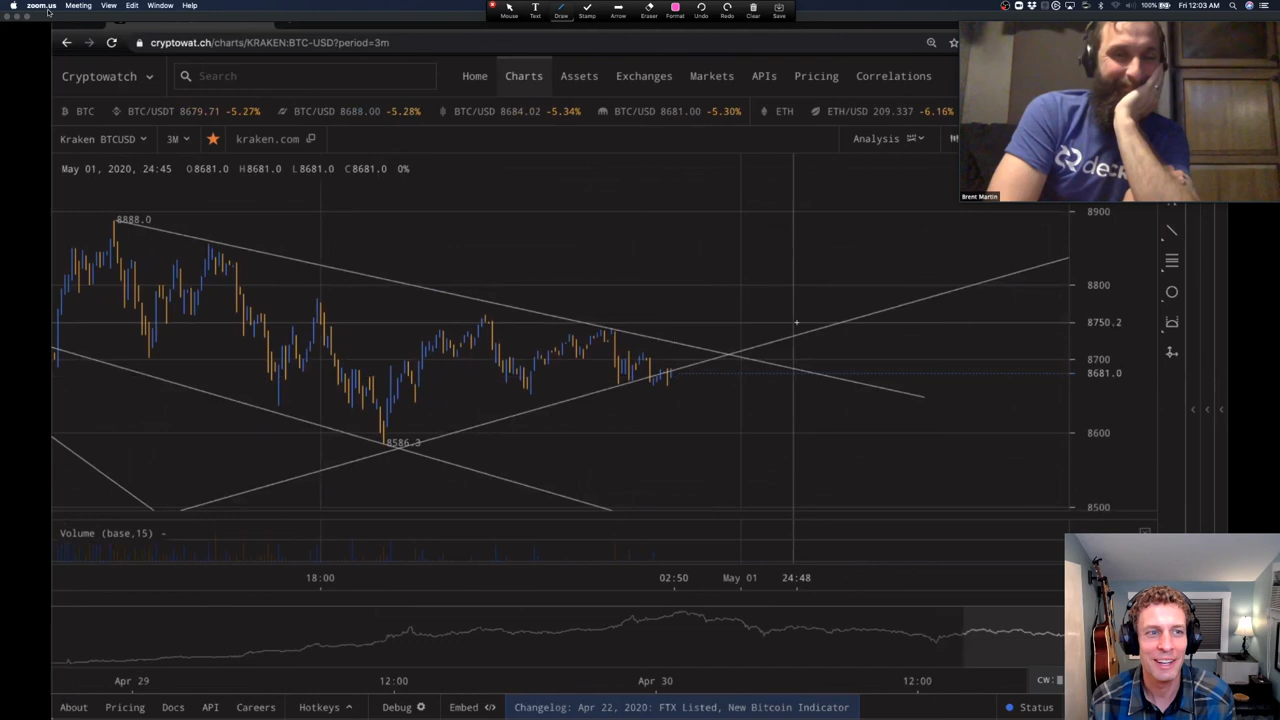 zoom.us Meeting View Edit Window Help
Mouse Text Draw Stamp Arrow Eraser Format Undo Redo Clear Save
100% Fri 12:03 AM
cryptowat.ch/charts/KRAKEN:BTC-USD?period=3m
Cryptowatch Search Home Charts Assets Exchanges Markets APIs Pricing Correlations
BTC BTC/USDT 8679.71 -5.27% BTC/USD 8688.00 -5.28% BTC/USD 8684.02 -5.34% BTC/USD 8681.00 -5.30% ETH ETH/USD 209.337 -6.16%
Kraken BTCUSD 3M kraken.com Analysis
May 01, 2020, 24:45 O8681.0 H8681.0 L8681.0 C8681.0 0%
decr
Brent Martin
8888.0
8900
8800
8750.2
8700
8681.0
8600
8586.3
8500
Volume (base,15) -
18:00 02:50 May 01 24:48
Apr 29 12:00 Apr 30 12:00
CW:
About Pricing Docs API Careers Hotkeys Debug Embed Changelog: Apr 22, 2020: FTX Listed, New Bitcoin Indicator Status